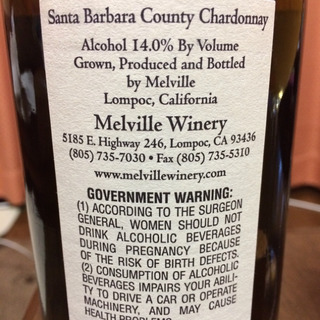 Santa Barbara County Chardonnay
Alcohol 14.0% By Volume
Grown, Produced and Bottled
by Melville
Lompoc, California
Melville Winery
5185 E. Highway 246, Lompoc, CA 93436
(805) 735-7030 • Fax (805) 735-5310
www.melvillewinery.com
GOVERNMENT WARNING:
(1) ACCORDING TO THE SURGEON
GENERAL, WOMEN SHOULD NOT
DRINK ALCOHOLIC BEVERAGES
DURING PREGNANCY BECAUSE
OF THE RISK OF BIRTH DEFECTS.
(2) CONSUMPTION OF ALCOHOLIC
BEVERAGES IMPAIRS YOUR ABILI-
TY TO DRIVE A CAR OR OPERATE
MACHINERY, AND MAY CAUSE
HEALTH PROBLEMS